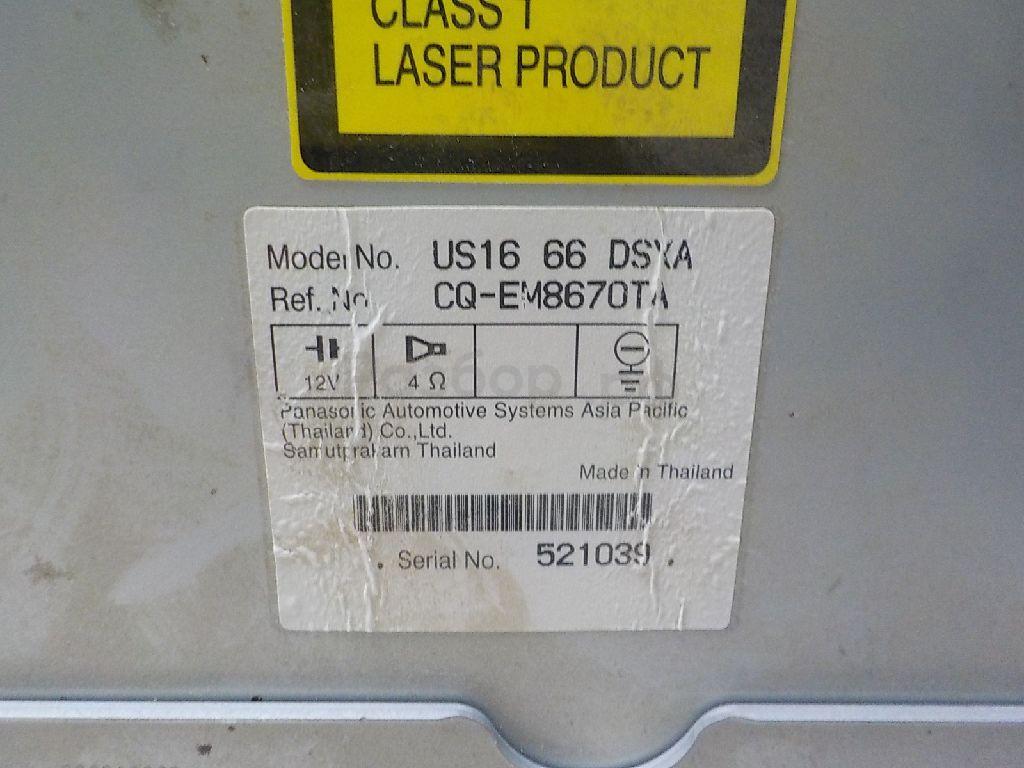 CLASS 1
LASER PRODUCT
Model No. US16 66 DSXA
Ref. No. CQ-EM8670TA
12V 4 Ω
Panasonic Automotive Systems Asia Pacific
(Thailand) Co.,Ltd.
Samutprakarn Thailand
Made in Thailand
Serial No. 521039